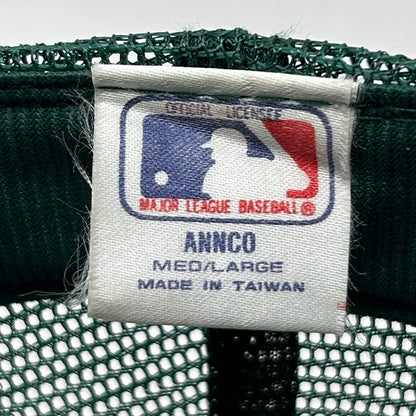 OFFICIAL LICENSEE
MAJOR LEAGUE BASEBALL®
ANNCO
MED/LARGE
MADE IN TAIWAN